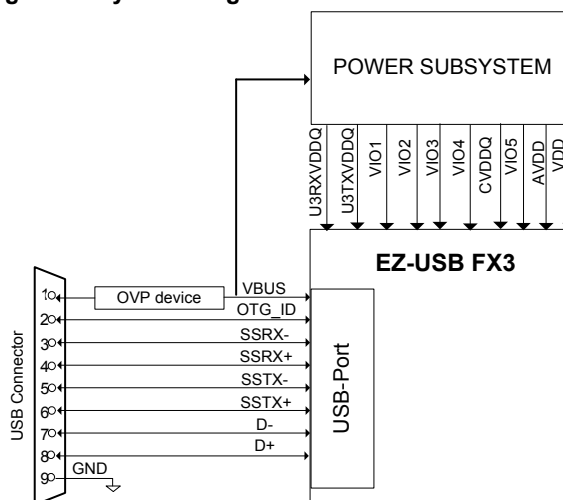 POWER SUBSYSTEM
U3RXVDDQ
U3TXVDDQ
VIO1
VIO2
VIO3
VIO4
CVDDQ
VIO5
AVDD
VDD
EZ-USB FX3
USB Connector
1
OVP device
VBUS
2
OTG_ID
3
SSRX-
4
SSRX+
5
SSTX-
6
SSTX+
7
D-
8
D+
9
GND
USB-Port